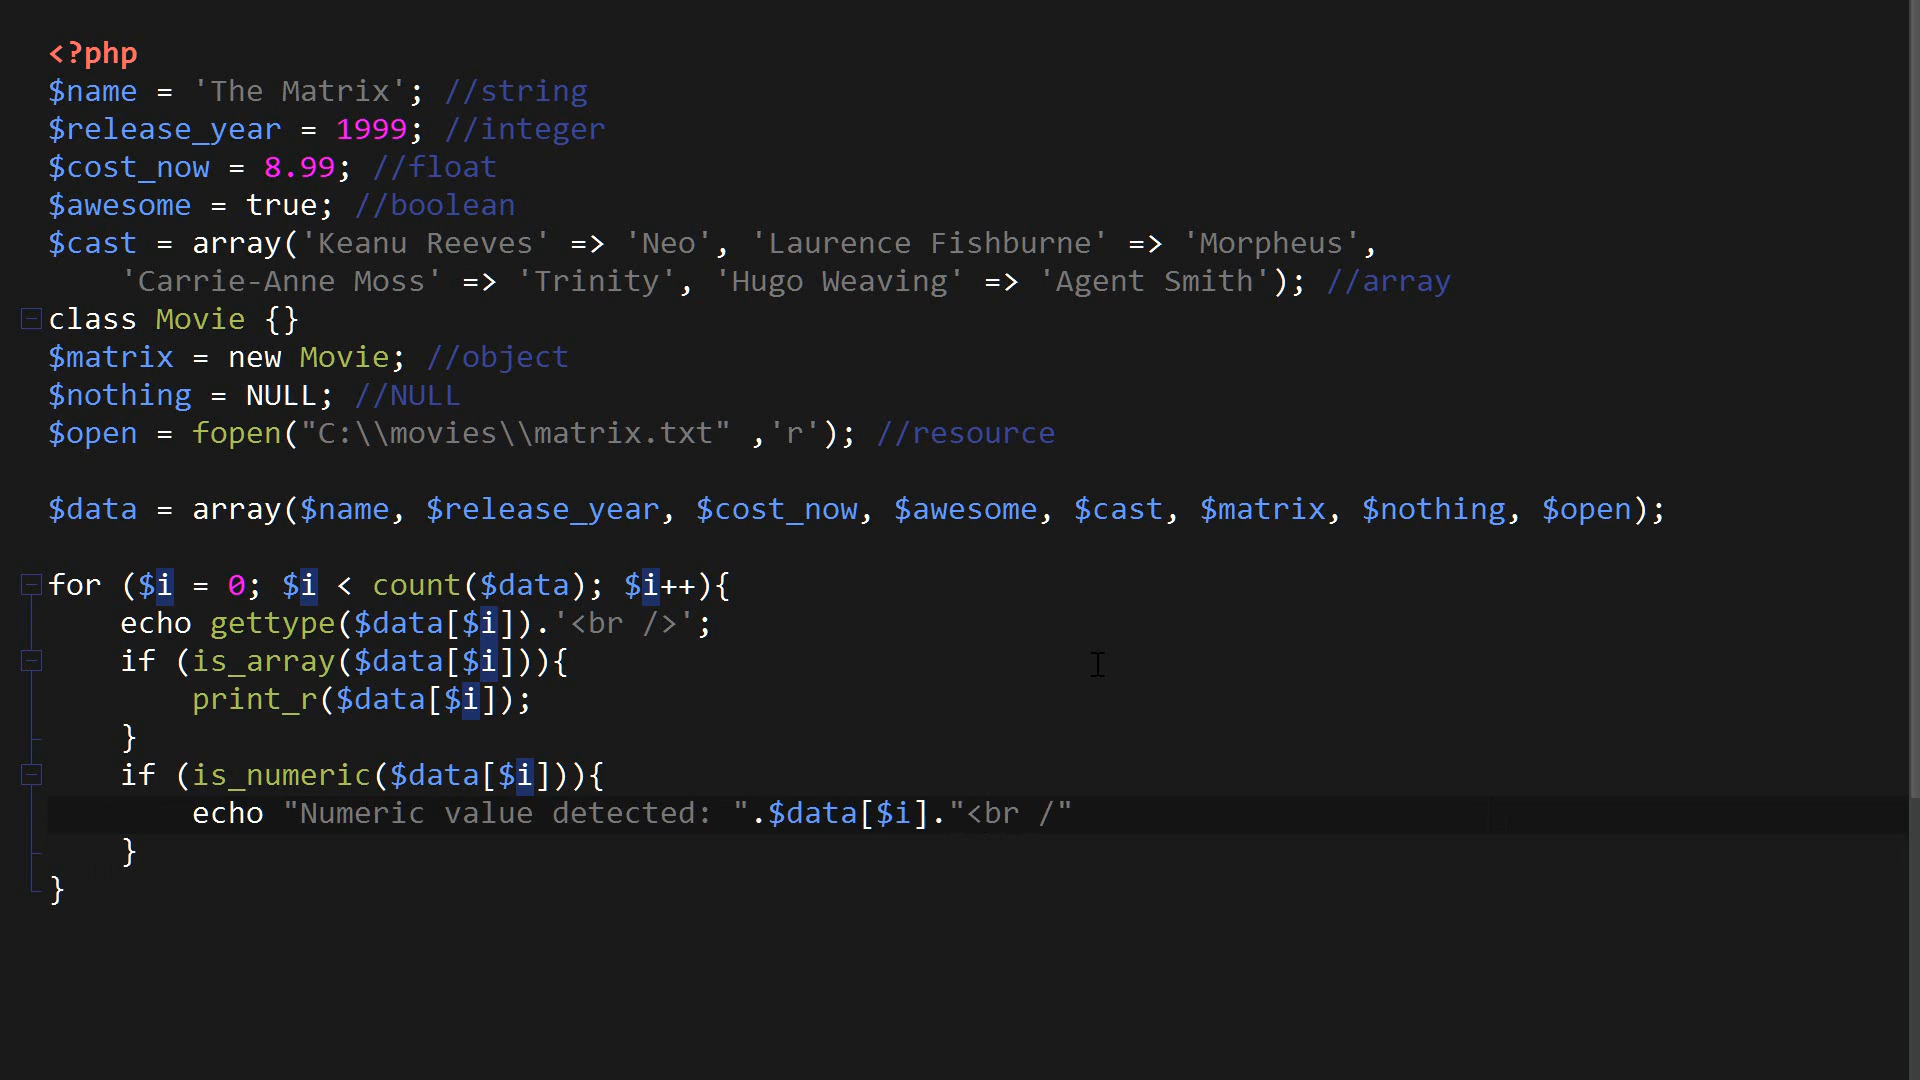 <?php
$name = 'The Matrix'; //string
$release_year = 1999; //integer
$cost_now = 8.99; //float
$awesome = true; //boolean
$cast = array('Keanu Reeves' => 'Neo', 'Laurence Fishburne' => 'Morpheus',
    'Carrie-Anne Moss' => 'Trinity', 'Hugo Weaving' => 'Agent Smith'); //array
class Movie {}
$matrix = new Movie; //object
$nothing = NULL; //NULL
$open = fopen("C:\\movies\\matrix.txt" ,'r'); //resource

$data = array($name, $release_year, $cost_now, $awesome, $cast, $matrix, $nothing, $open);

for ($i = 0; $i < count($data); $i++){
    echo gettype($data[$i]).'<br />';
    if (is_array($data[$i])){
        print_r($data[$i]);
    }
    if (is_numeric($data[$i])){
        echo "Numeric value detected: ".$data[$i]."<br /"
    }
}